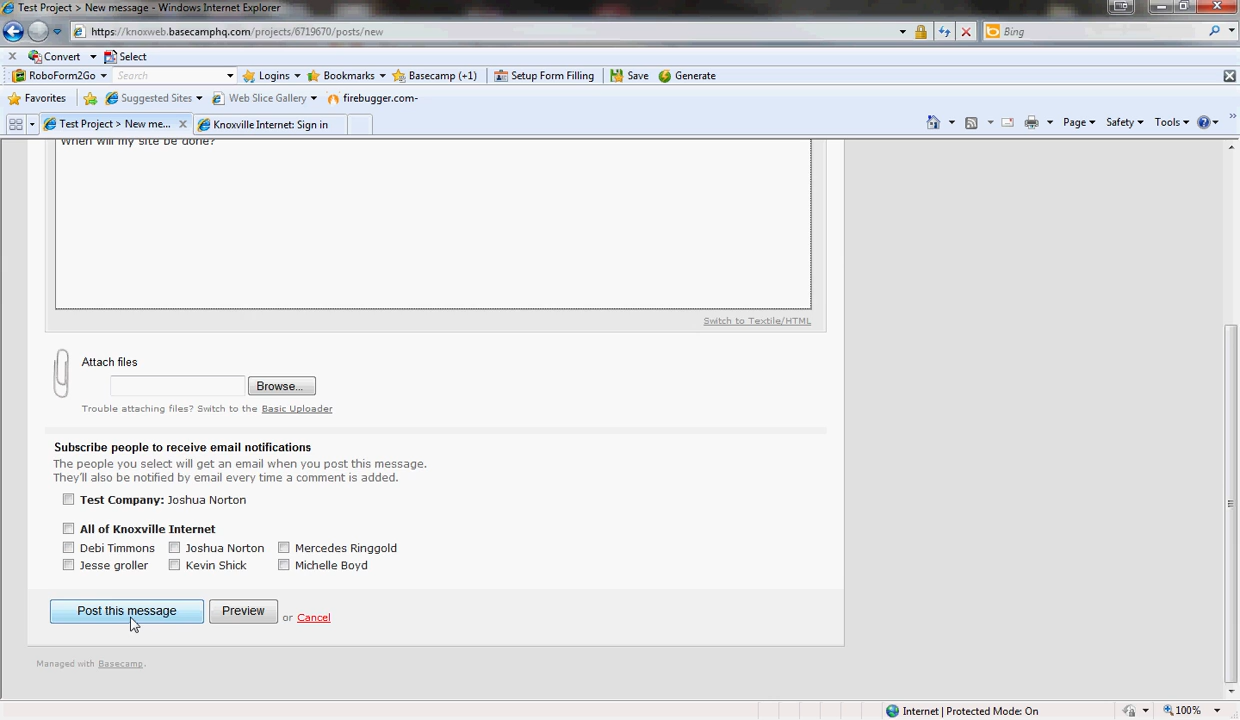 Test Project > New message - Windows Internet Explorer
https://knoxweb.basecamphq.com/projects/6719670/posts/new
Bing
Convert Select
RoboForm2Go Search Logins Bookmarks Basecamp (+1) Setup Form Filling Save Generate
Favorites Suggested Sites Web Slice Gallery firebugger.com-
Test Project > New me... Knoxville Internet: Sign in Page Safety Tools
When will my site be done?
Switch to Textile/HTML
Attach files
Browse...
Trouble attaching files? Switch to the Basic Uploader
Subscribe people to receive email notifications
The people you select will get an email when you post this message.
They'll also be notified by email every time a comment is added.
Test Company: Joshua Norton
All of Knoxville Internet
Debi Timmons Joshua Norton Mercedes Ringgold
Jesse groller Kevin Shick Michelle Boyd
Post this message Preview or Cancel
Managed with Basecamp.
Internet | Protected Mode: On 100%